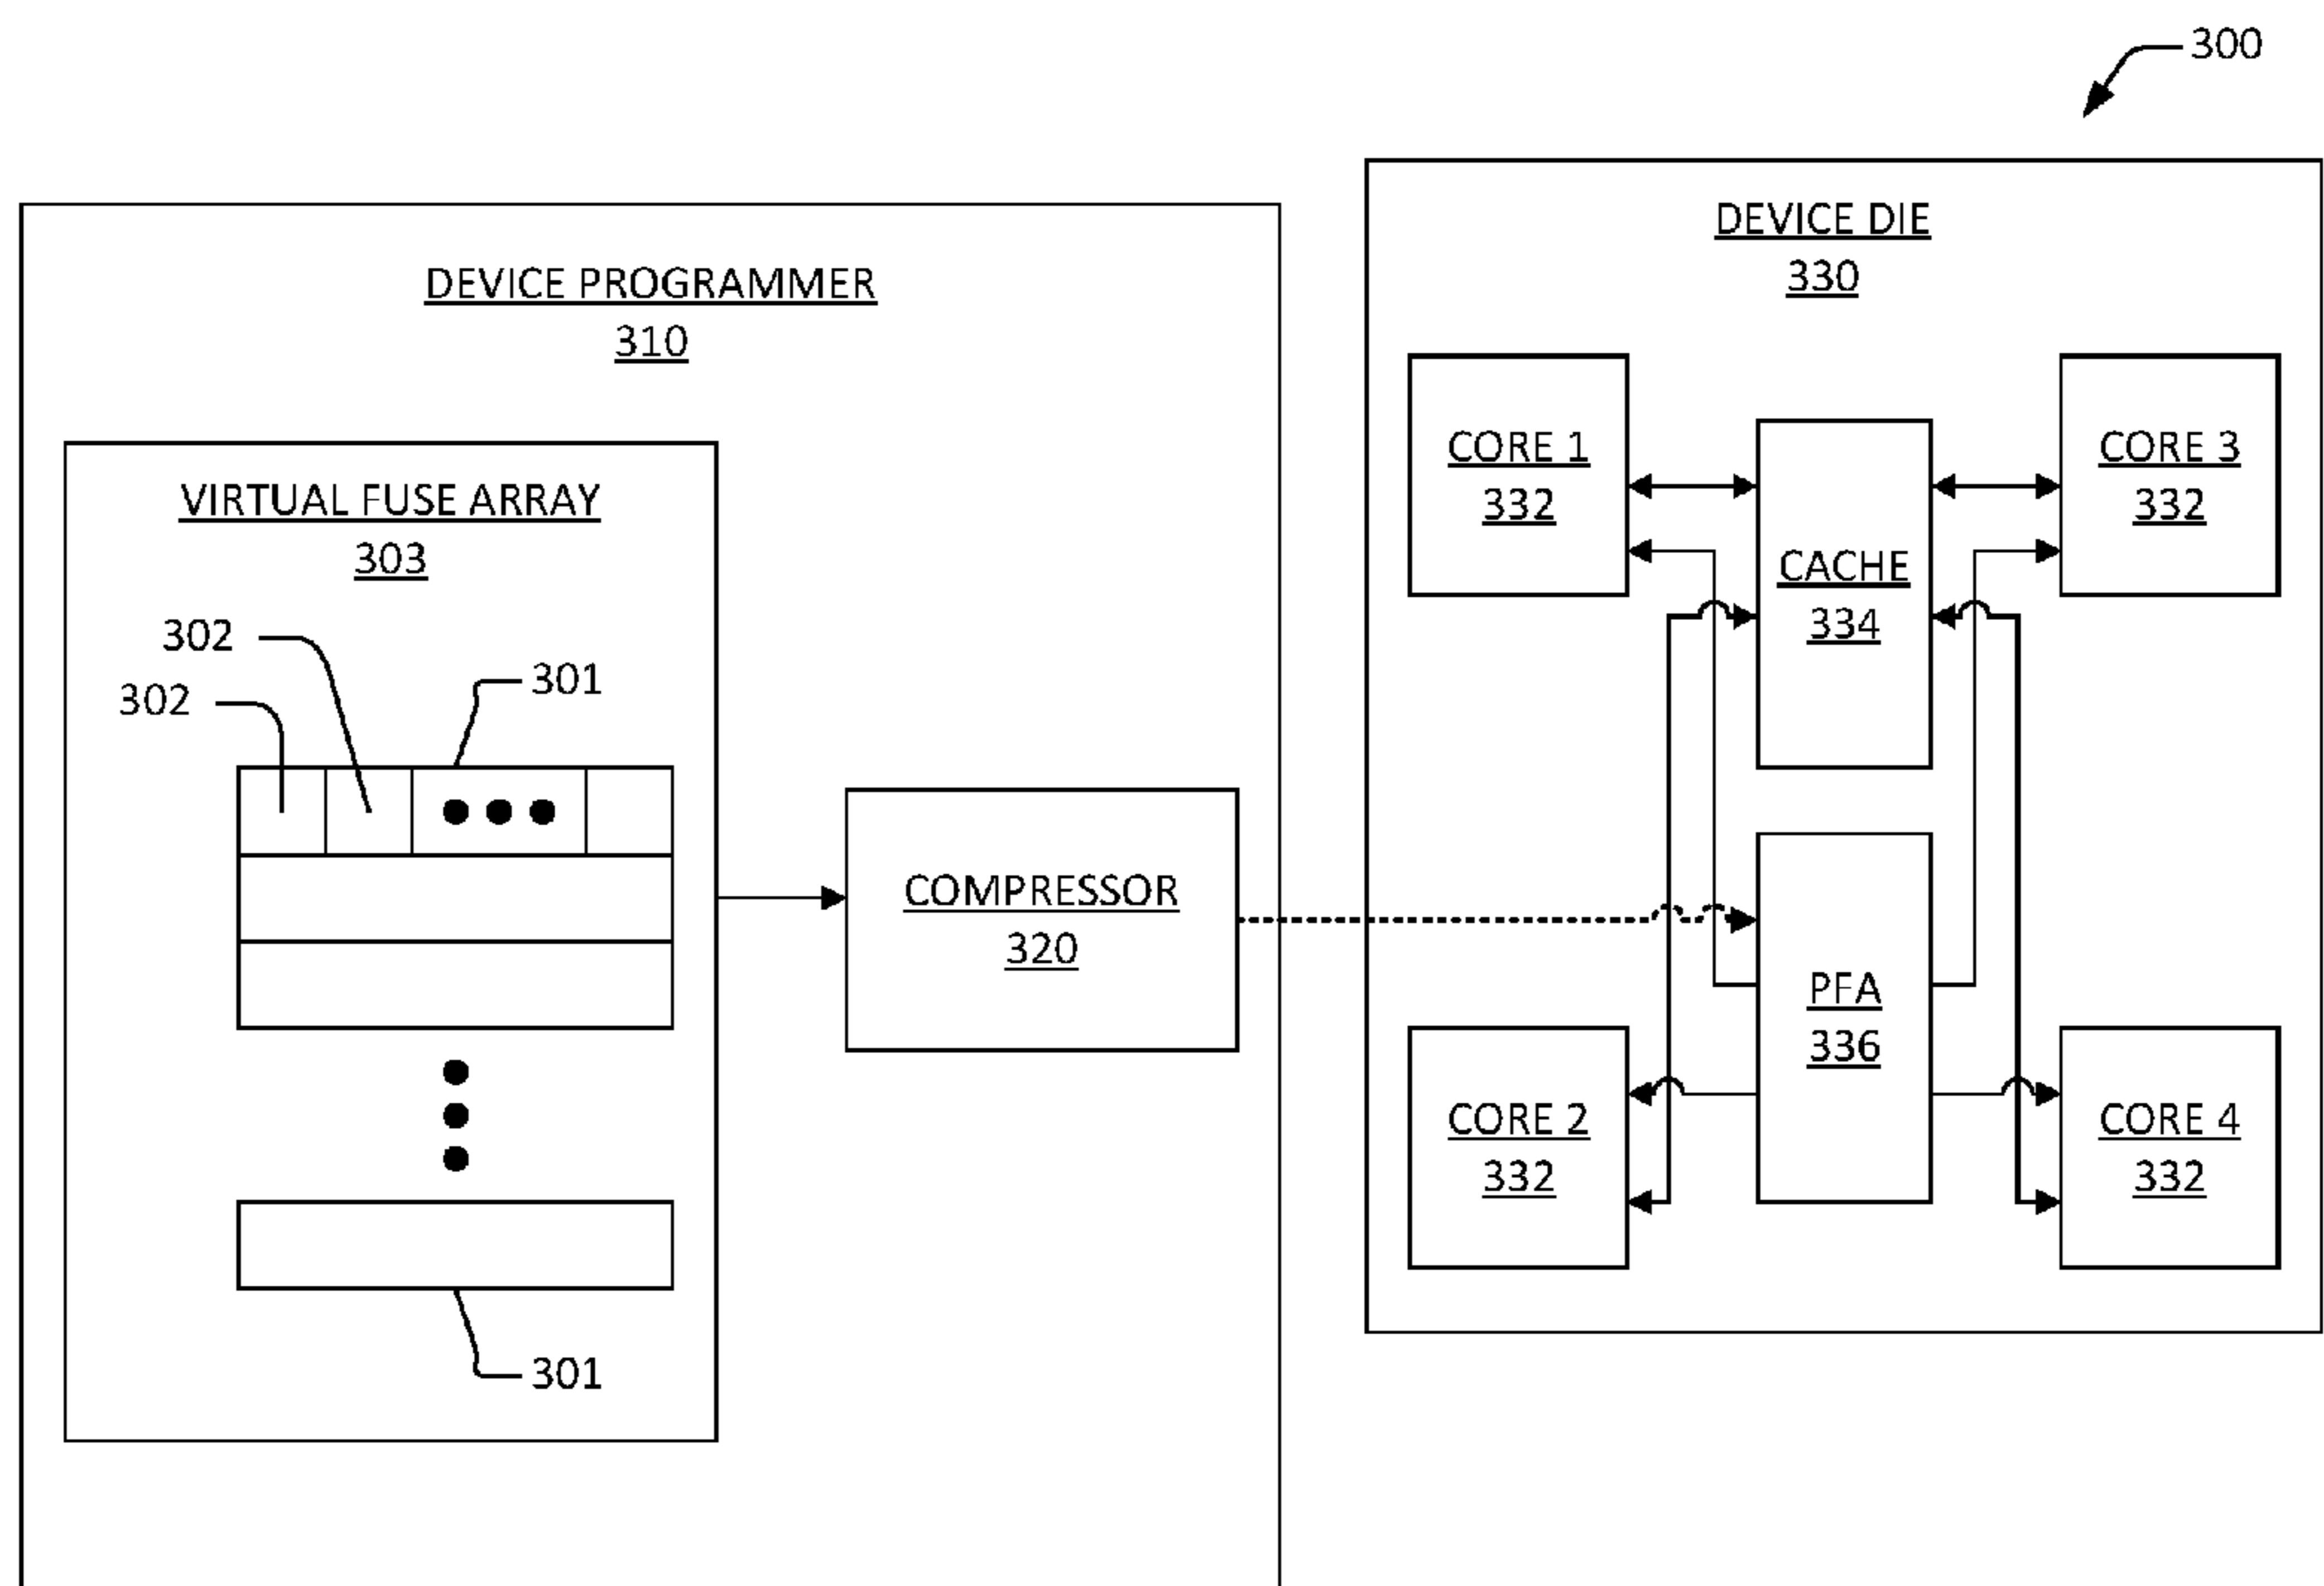 300
DEVICE PROGRAMMER
310
VIRTUAL FUSE ARRAY
303
302
302
301
301
COMPRESSOR
320
DEVICE DIE
330
CORE 1
332
CORE 3
332
CACHE
334
PFA
336
CORE 2
332
CORE 4
332